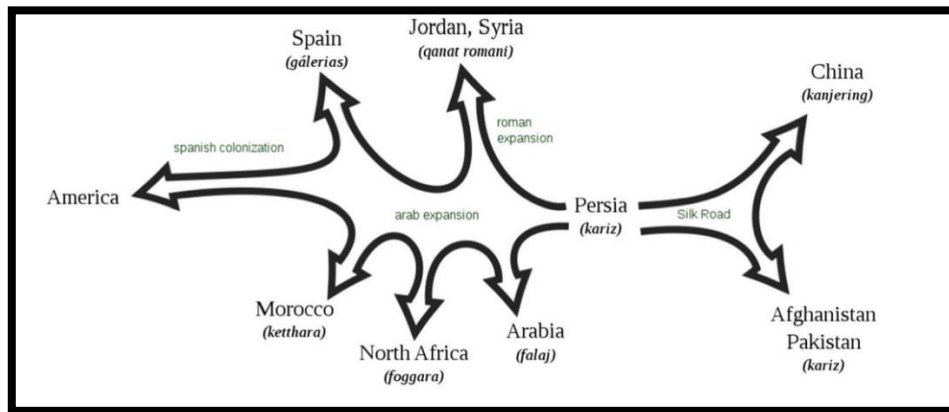 Jordan, Syria
(qanat romani)
Spain
(gálerias)
China
(kanjering)
roman
expansion
spanish colonization
America
Persia
(kariz)
arab expansion
Silk Road
Morocco
(ketthara)
North Africa
(foggara)
Arabia
(falaj)
Afghanistan
Pakistan
(kariz)